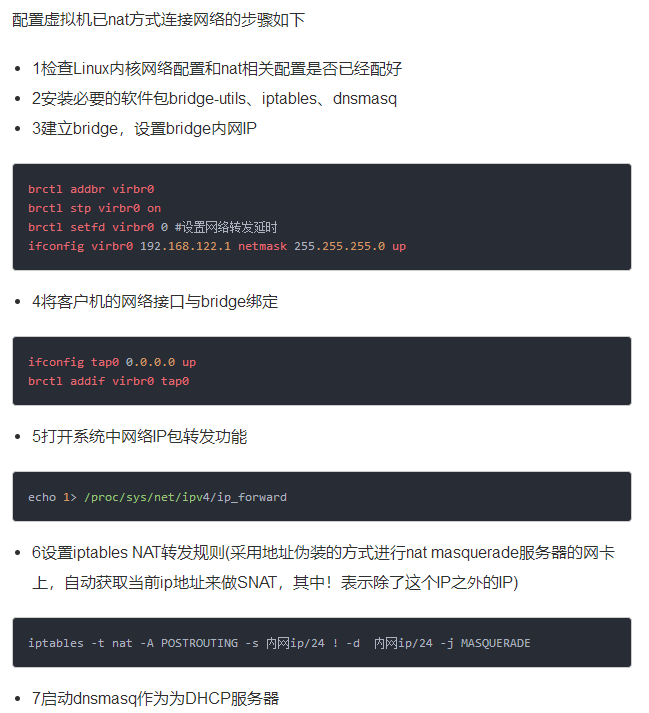 配置虚拟机已nat方式连接网络的步骤如下
1检查Linux内核网络配置和nat相关配置是否已经配好
2安装必要的软件包bridge-utils、iptables、dnsmasq
3建立bridge，设置bridge内网IP
brctl addbr virbr0
brctl stp virbr0 on
brctl setfd virbr0 0 #设置网络转发延时
ifconfig virbr0 192.168.122.1 netmask 255.255.255.0 up
4将客户机的网络接口与bridge绑定
ifconfig tap0 0.0.0.0 up
brctl addif virbr0 tap0
5打开系统中网络IP包转发功能
echo 1> /proc/sys/net/ipv4/ip_forward
6设置iptables NAT转发规则(采用地址伪装的方式进行nat masquerade服务器的网卡
上，自动获取当前ip地址来做SNAT，其中！表示除了这个IP之外的IP)
iptables -t nat -A POSTROUTING -s 内网ip/24 ! -d  内网ip/24 -j MASQUERADE
7启动dnsmasq作为为DHCP服务器